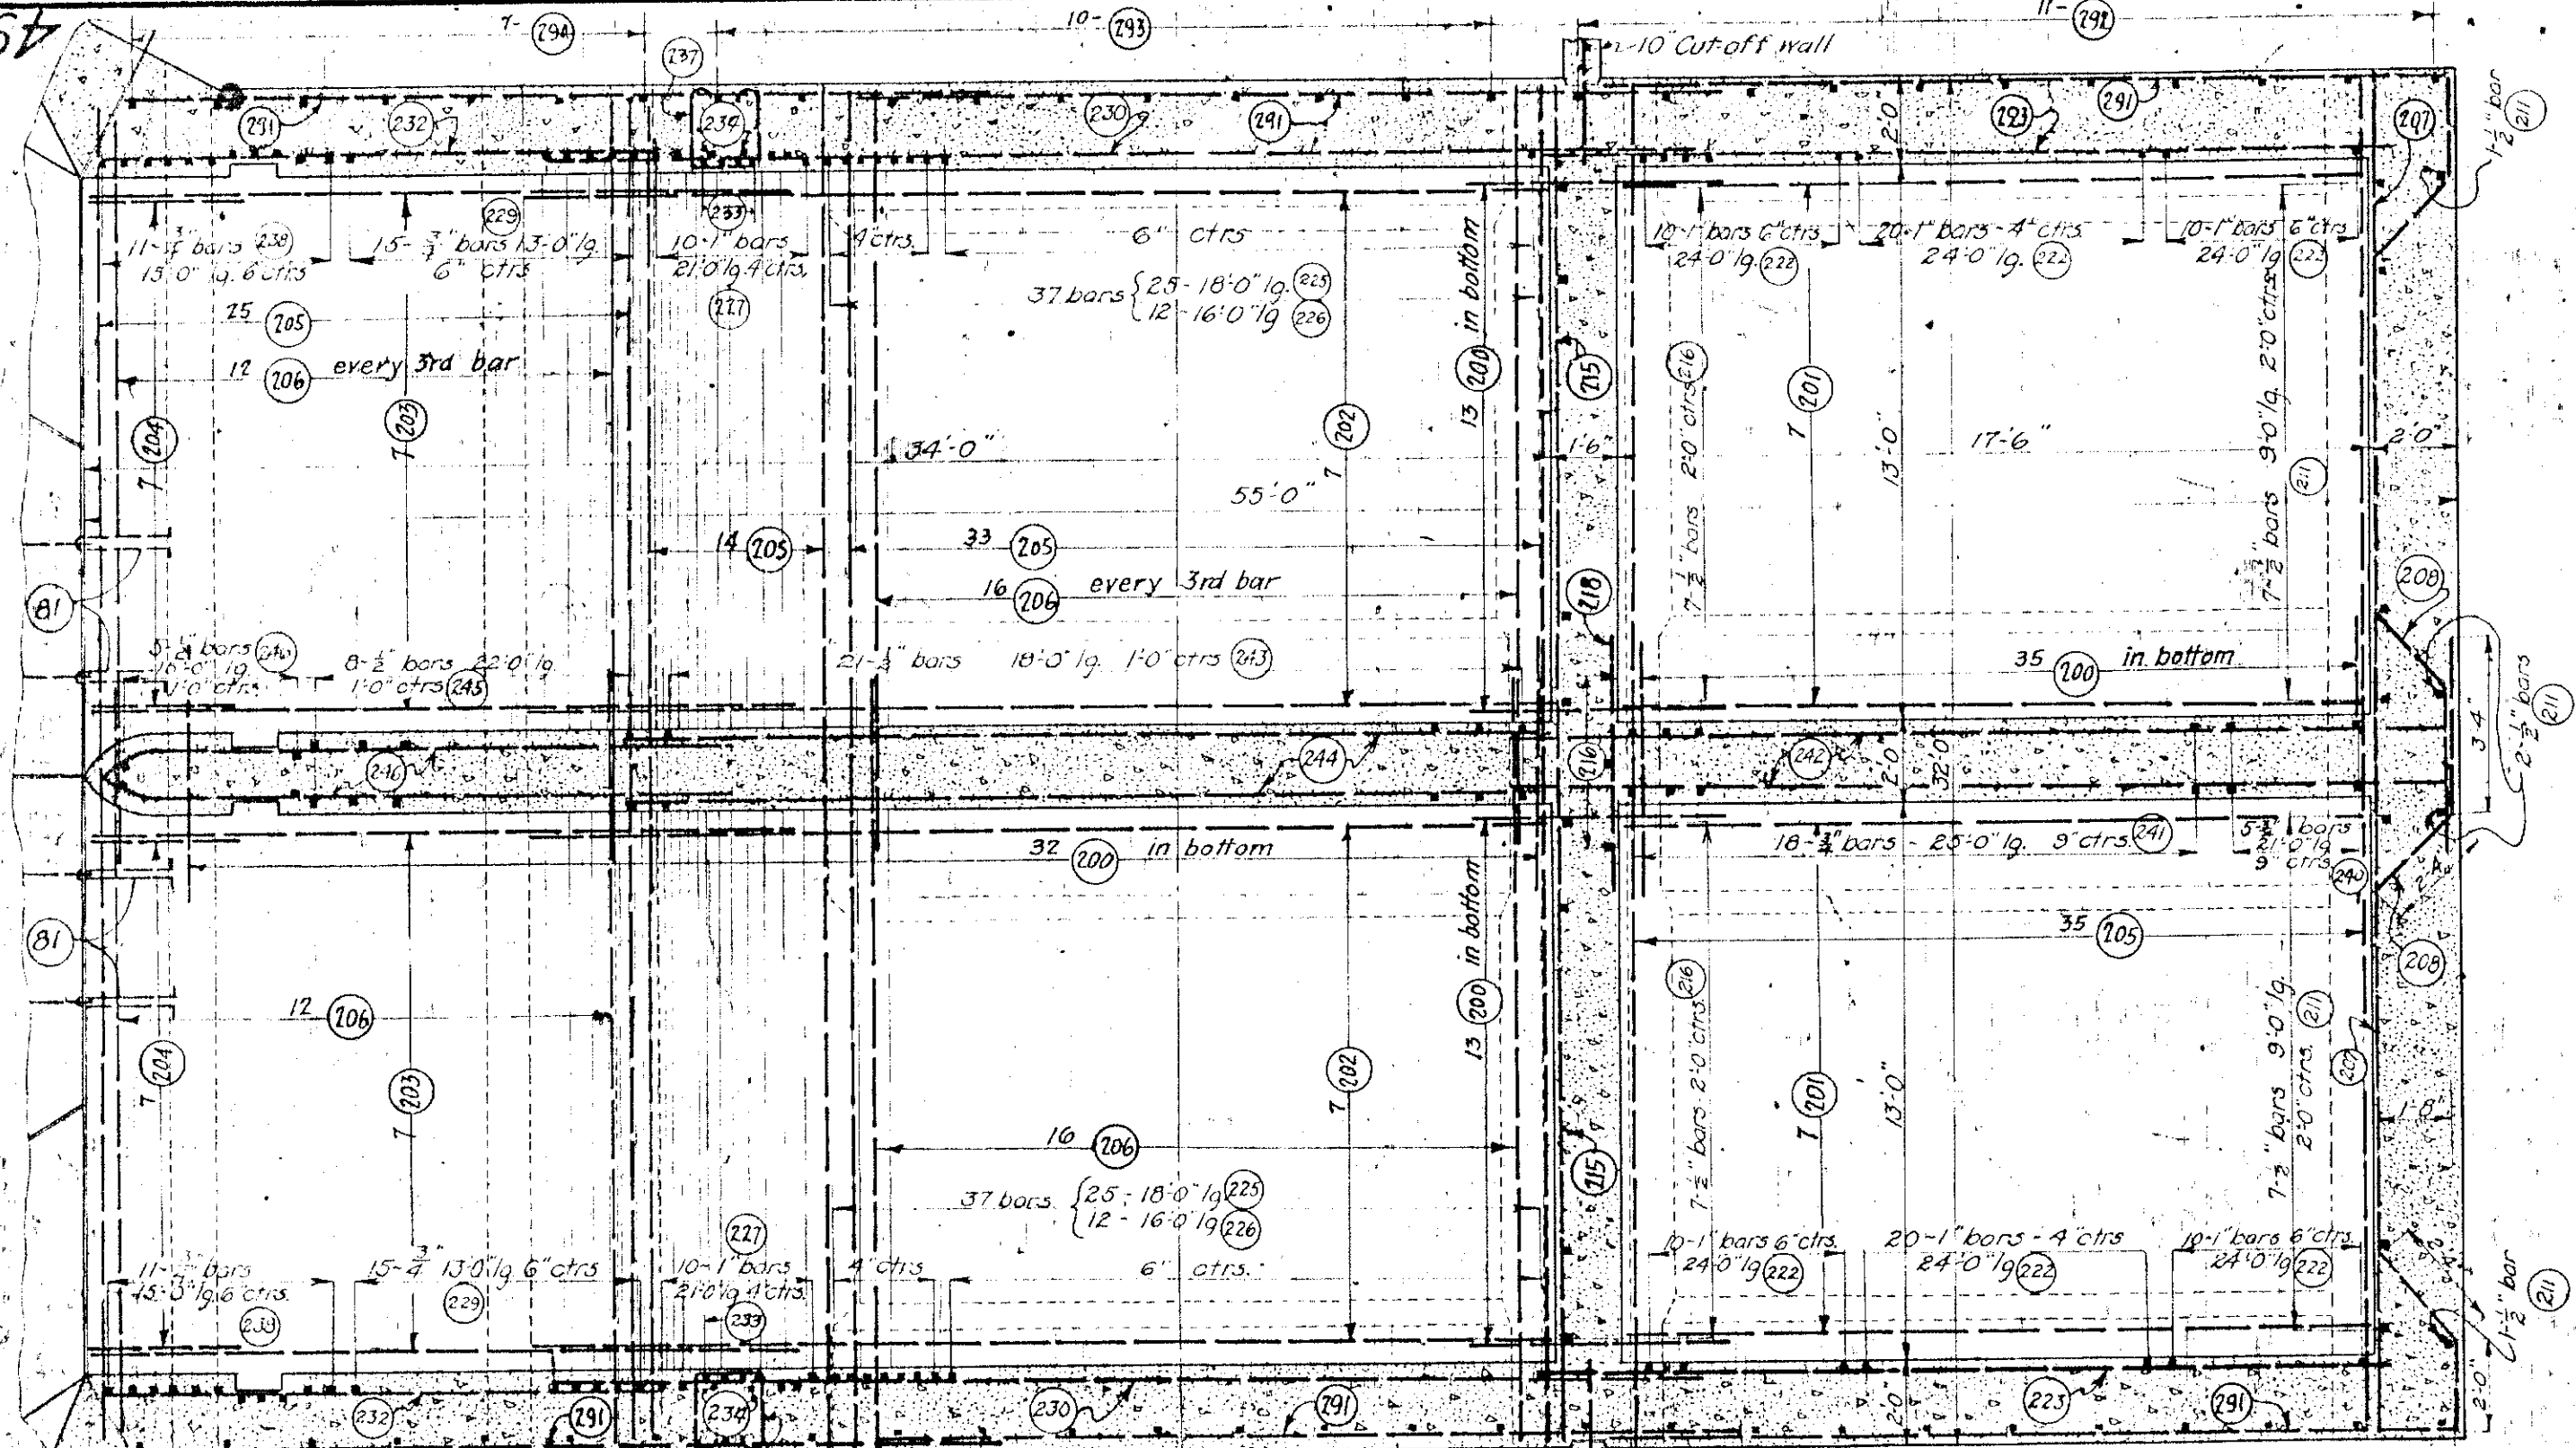 49
7- 294
10- 293
11- 292
10" Cut-off wall
237
291
232
234
230
291
2'-0"
293
291
207
1-½" bar
211
11-¾" bars 238
15'-0" lg. 6" ctrs
229
15-¾" bars 13'-0" lg.
6" ctrs
233
10-1" bars
21'-0" lg. 4" ctrs.
227
4" ctrs.
6" ctrs
37 bars { 25-18'-0" lg. 225
12-16'-0" lg 226
10-1" bars 6" ctrs
24'-0" lg. 222
20-1" bars - 4" ctrs.
24'-0" lg. 222
10-1" bars 6" ctrs
24'-0" lg 222
25 205
12 206 every 3rd bar
7 204
7 203
34'-0"
55'-0"
7 202
13 200 in bottom
215
1'-6"
7-½" bars 2'-0" ctrs 216
7 201
13'-0"
17'-6"
7-½" bars 9'-0" lg. 2'-0" ctrs
211
2'-0"
14 205
33 205
16 206 every 3rd bar
218
208
81
240
1'-0" ctrs.
8-½" bars 22'-0" lg.
1'-0" ctrs 245
21-½" bars 18'-0" lg. 1'-0" ctrs 243
35 200 in bottom
3'-4"
2-½" bars
211
246
244
216
242
2'-0"
32'-0"
32 200 in bottom
18-¾" bars - 25'-0" lg. 9" ctrs. 241
bars
21'-0" lg
9" ctrs. 240
81
35 205
208
12 206
7 204
7 203
13 200 in bottom
7 202
7-½" bars 2'-0" ctrs. 216
7 201
13'-0"
7-½" bars 9'-0" lg.
2'-0" ctrs. 211
1'-8"
16 206
215
37 bars { 25-18'-0" lg 225
12-16'-0" lg 226
11-¾" bars
15'-0" lg. 6" ctrs.
238
15-¾" 13'-0" lg 6" ctrs
229
227
10-1" bars
21'-0" lg 4" ctrs.
233
4" ctrs
6" ctrs.
10-1" bars 6" ctrs.
24'-0" lg 222
20-1" bars - 4" ctrs
24'-0" lg 222
10-1" bars 6" ctrs.
24'-0" lg 222
1-½" bar
211
232
291
234
230
291
2'-0"
223
291
2'-0"